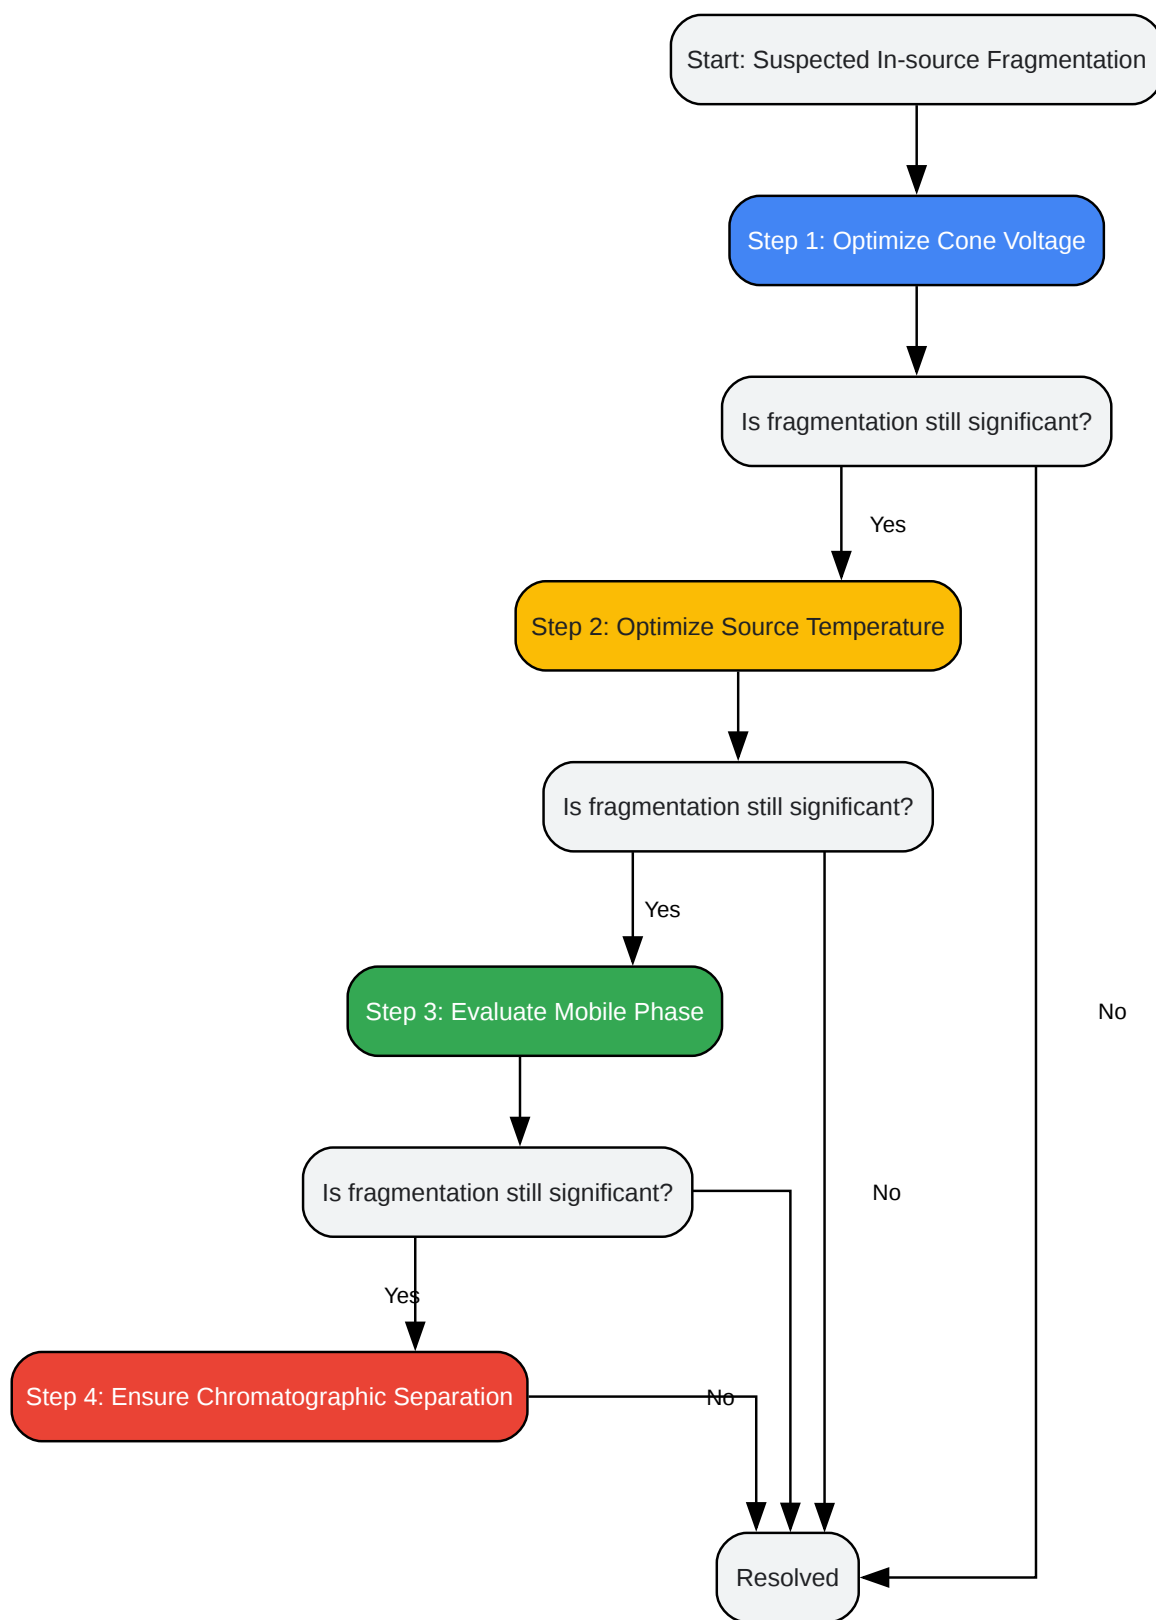 Start: Suspected In-source Fragmentation
Step 1: Optimize Cone Voltage
Is fragmentation still significant?
Yes
Step 2: Optimize Source Temperature
Is fragmentation still significant?
Yes
Step 3: Evaluate Mobile Phase
No
Is fragmentation still significant?
No
Yes
Step 4: Ensure Chromatographic Separation
No
Resolved